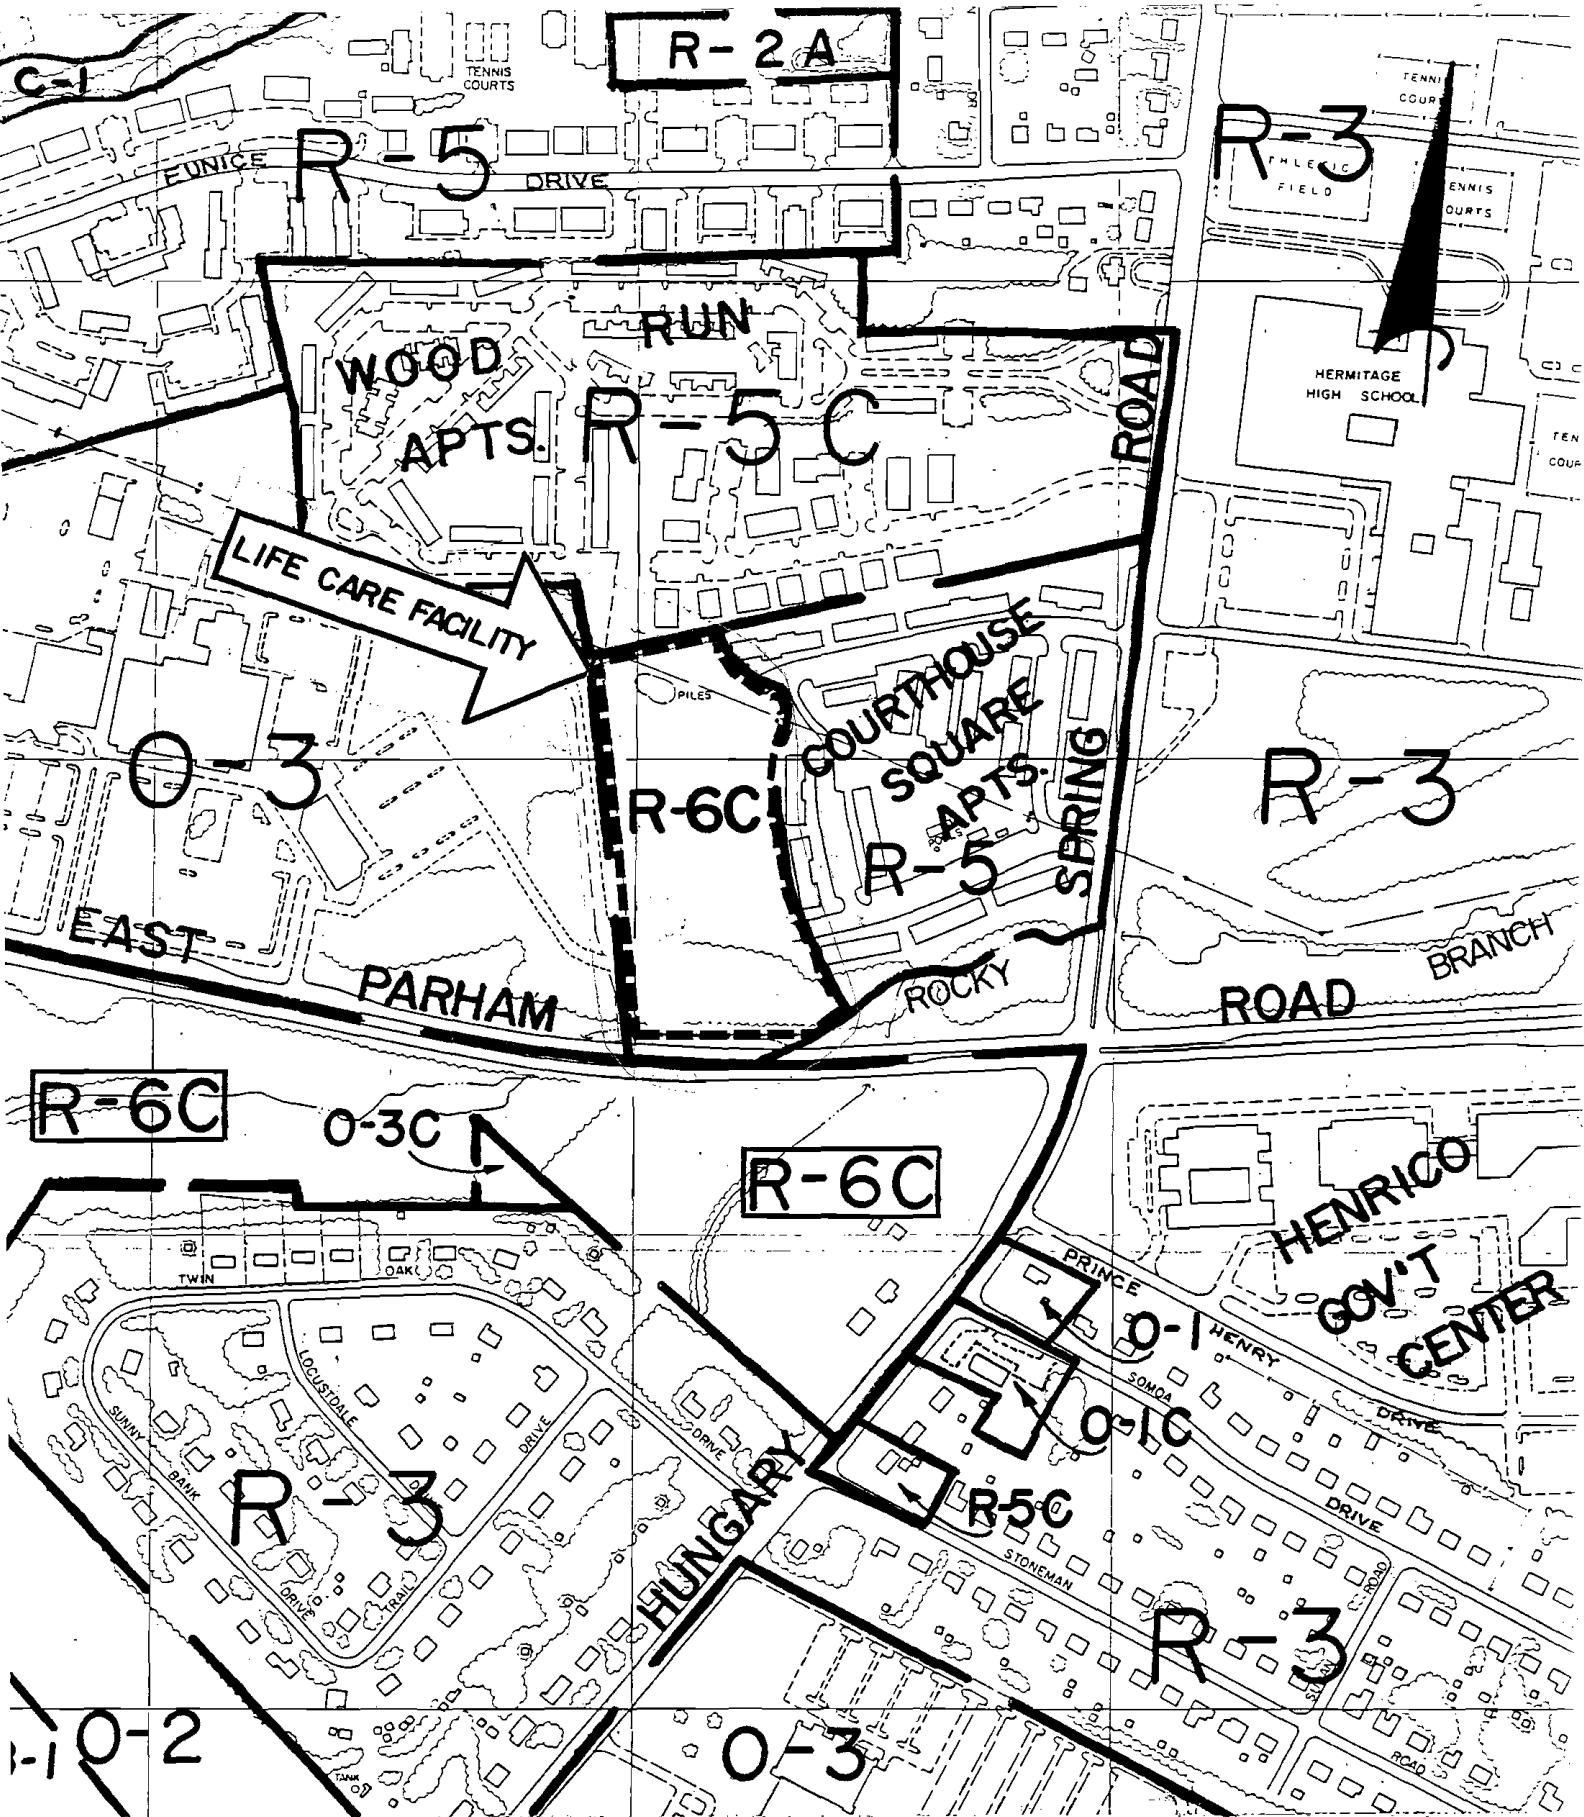 R-2A
C-1
TENNIS
COURTS
R-5
R-3
EUNICE
DRIVE
ENNIS
OURTS
FIELD
WOOD
RUN
APTS.
R-5C
ROAD
HERMITAGE
HIGH SCHOOL
LIFE CARE FACILITY
COURTHOUSE
SQUARE
APTS.
PILES
O-3
R-6C
R-5
SPRING
R-3
EAST
PARHAM
ROCKY
ROAD
BRANCH
R-6C
O-3C
R-6C
HENRICO
GOV'T
CENTER
TWIN
OAK
PRINCE
HENRY
DRIVE
O-1
SOMOA
DRIVE
O-1C
LOCUSTDALE
SUNNY
BANK
DRIVE
DRIVE
TRAIL
DRIVE
R-3
HUNGARY
R-5C
STONEMAN
ROAD
R-3
ROAD
O-2
O-3
TANK